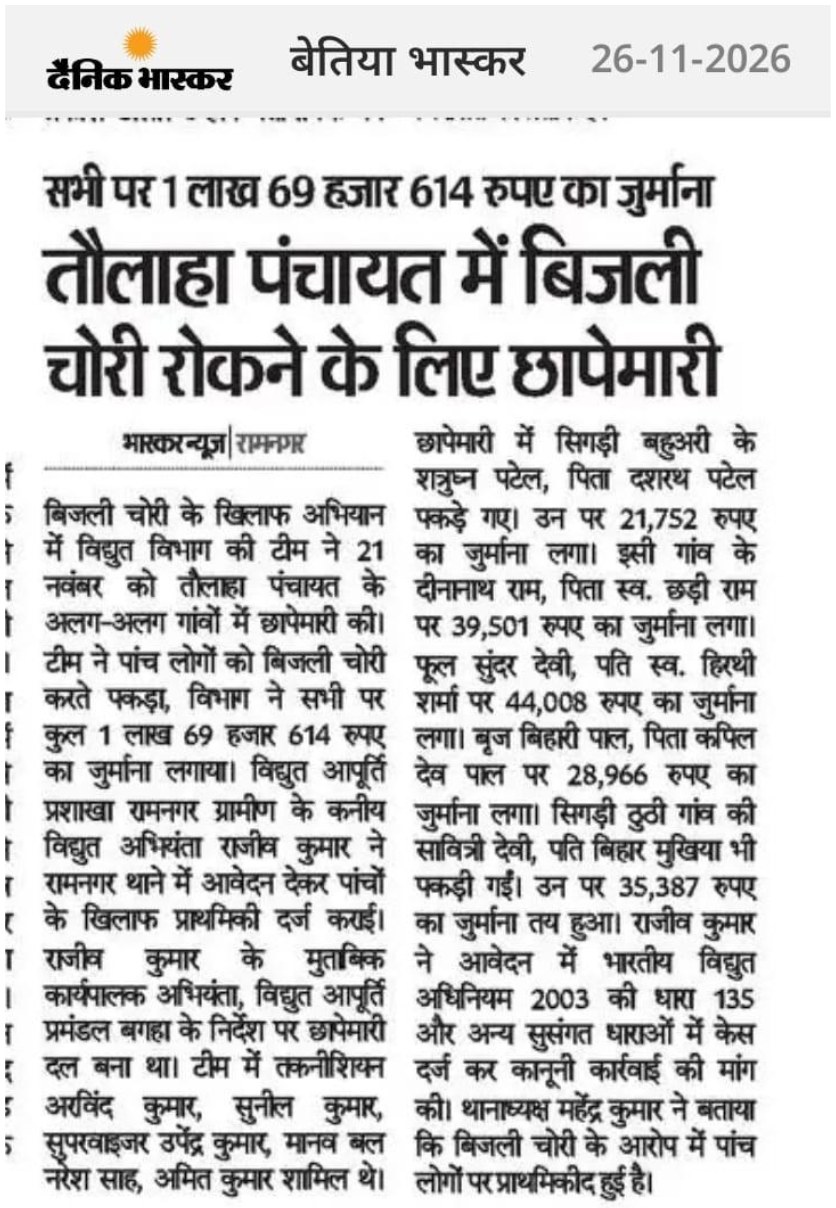 दैनिक भास्कर
बेतिया भास्कर
26-11-2026
सभी पर 1 लाख 69 हजार 614 रुपए का जुर्माना
तौलाहा पंचायत में बिजली
चोरी रोकने के लिए छापेमारी
भास्कर न्यूज | रामनगर
बिजली चोरी के खिलाफ अभियान
में विद्युत विभाग की टीम ने 21
नवंबर को तौलाहा पंचायत के
अलग-अलग गांवों में छापेमारी की।
टीम ने पांच लोगों को बिजली चोरी
करते पकड़ा, विभाग ने सभी पर
कुल 1 लाख 69 हजार 614 रुपए
का जुर्माना लगाया। विद्युत आपूर्ति
प्रशाखा रामनगर ग्रामीण के कनीय
विद्युत अभियंता राजीव कुमार ने
रामनगर थाने में आवेदन देकर पांचों
के खिलाफ प्राथमिकी दर्ज कराई।
राजीव कुमार के मुताबिक
कार्यपालक अभियंता, विद्युत आपूर्ति
प्रमंडल बगहा के निर्देश पर छापेमारी
दल बना था। टीम में तकनीशियन
अरविंद कुमार, सुनील कुमार,
सुपरवाइजर उपेंद्र कुमार, मानव बल
नरेश साह, अमित कुमार शामिल थे।
छापेमारी में सिगड़ी बहुअरी के
शत्रुघ्न पटेल, पिता दशरथ पटेल
पकड़े गए। उन पर 21,752 रुपए
का जुर्माना लगा। इसी गांव के
दीनानाथ राम, पिता स्व. छड़ी राम
पर 39,501 रुपए का जुर्माना लगा।
फूल सुंदर देवी, पति स्व. हिरथी
शर्मा पर 44,008 रुपए का जुर्माना
लगा। बृज बिहारी पाल, पिता कपिल
देव पाल पर 28,966 रुपए का
जुर्माना लगा। सिगड़ी ठुठी गांव की
सावित्री देवी, पति बिहार मुखिया भी
पकड़ी गईं। उन पर 35,387 रुपए
का जुर्माना तय हुआ। राजीव कुमार
ने आवेदन में भारतीय विद्युत
अधिनियम 2003 की धारा 135
और अन्य सुसंगत धाराओं में केस
दर्ज कर कानूनी कार्रवाई की मांग
की। थानाध्यक्ष महेंद्र कुमार ने बताया
कि बिजली चोरी के आरोप में पांच
लोगों पर प्राथमिकीद हुई है।